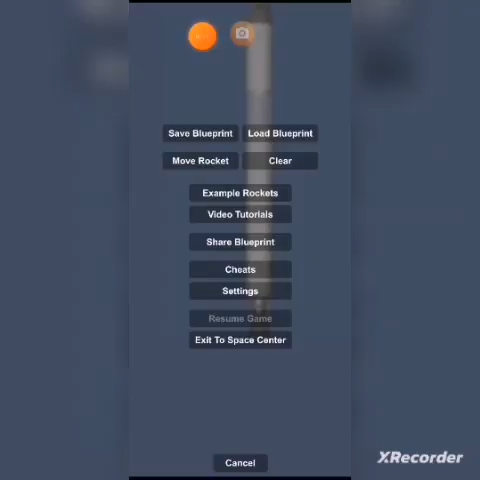 Save Blueprint Load Blueprint
Move Rocket Clear
Example Rockets
Video Tutorials
Share Blueprint
Cheats
Settings
Resume Game
Exit To Space Center
Cancel
XRecorder